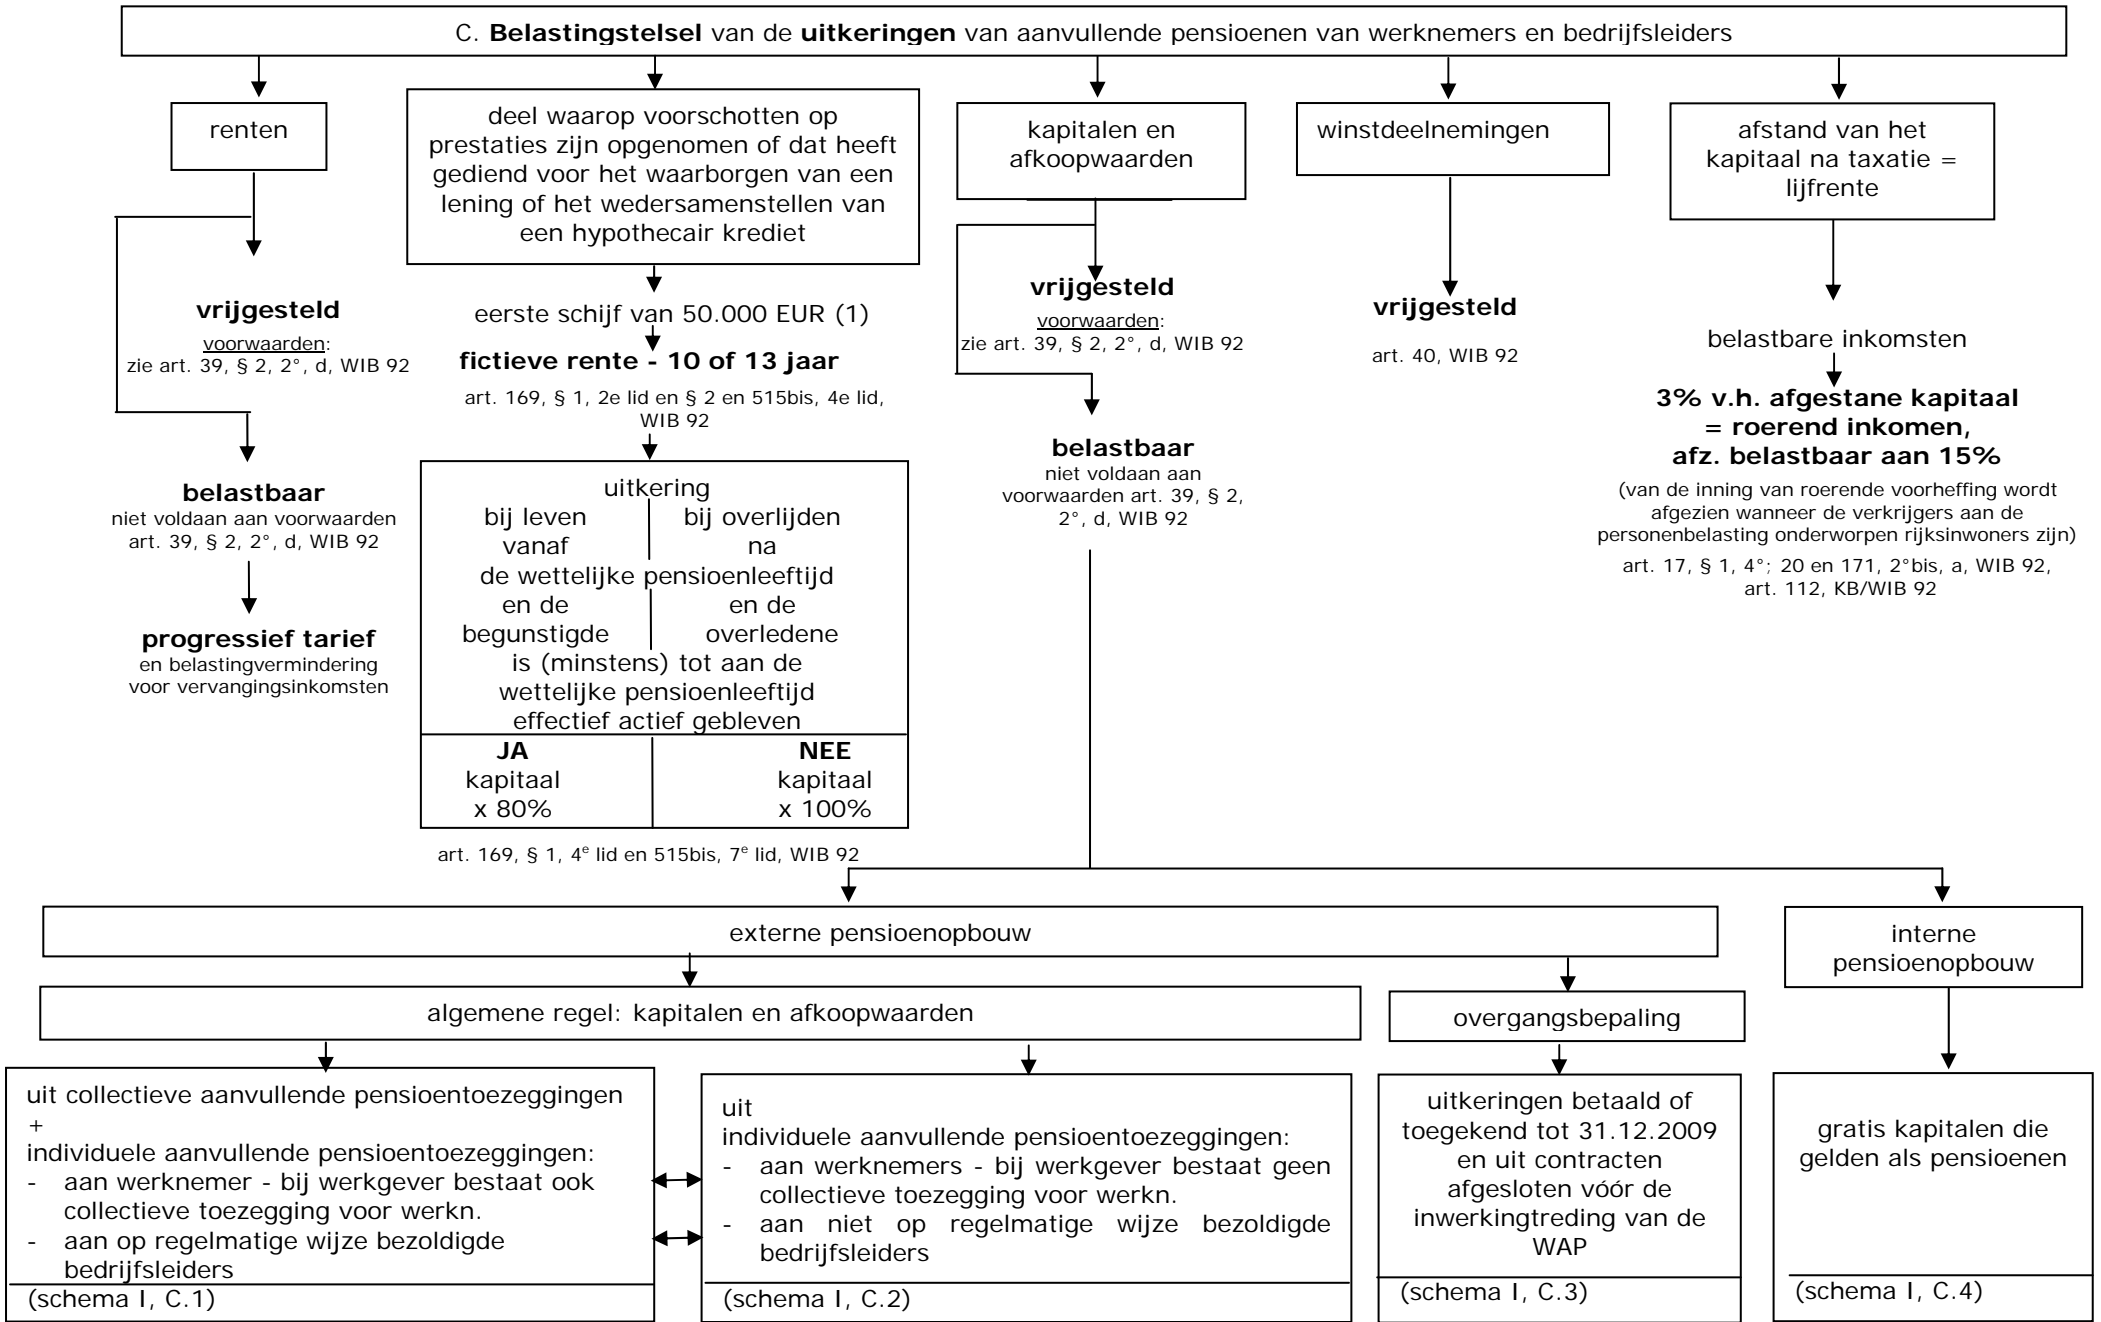 C. Belastingstelsel van de uitkeringen van aanvullende pensioenen van werknemers en bedrijfsleiders
renten
vrijgesteld
voorwaarden:
zie art. 39, § 2, 2°, d, WIB 92
belastbaar
niet voldaan aan voorwaarden
art. 39, § 2, 2°, d, WIB 92
progressief tarief
en belastingvermindering
voor vervangingsinkomsten
deel waarop voorschotten op
prestaties zijn opgenomen of dat heeft
gediend voor het waarborgen van een
lening of het wedersamenstellen van
een hypothecair krediet
eerste schijf van 50.000 EUR (1)
fictieve rente - 10 of 13 jaar
art. 169, § 1, 2e lid en § 2 en 515bis, 4e lid,
WIB 92
uitkering
bij leven bij overlijden
vanaf na
de wettelijke pensioenleeftijd
en de en de
begunstigde overledene
is (minstens) tot aan de
wettelijke pensioenleeftijd
effectief actief gebleven
JA NEE
kapitaal kapitaal
x 80% x 100%
art. 169, § 1, 4e lid en 515bis, 7e lid, WIB 92
kapitalen en
afkoopwaarden
vrijgesteld
voorwaarden:
zie art. 39, § 2, 2°, d, WIB 92
belastbaar
niet voldaan aan
voorwaarden art. 39, § 2,
2°, d, WIB 92
winstdeelnemingen
vrijgesteld
art. 40, WIB 92
afstand van het
kapitaal na taxatie =
lijfrente
belastbare inkomsten
3% v.h. afgestane kapitaal
= roerend inkomen,
afz. belastbaar aan 15%
(van de inning van roerende voorheffing wordt
afgezien wanneer de verkrijgers aan de
personenbelasting onderworpen rijksinwoners zijn)
art. 17, § 1, 4°; 20 en 171, 2°bis, a, WIB 92,
art. 112, KB/WIB 92
externe pensioenopbouw
interne
pensioenopbouw
algemene regel: kapitalen en afkoopwaarden
overgangsbepaling
uit collectieve aanvullende pensioentoezeggingen
+
individuele aanvullende pensioentoezeggingen:
- aan werknemer - bij werkgever bestaat ook
collectieve toezegging voor werkn.
- aan op regelmatige wijze bezoldigde
bedrijfsleiders
(schema I, C.1)
uit
individuele aanvullende pensioentoezeggingen:
- aan werknemers - bij werkgever bestaat geen
collectieve toezegging voor werkn.
- aan niet op regelmatige wijze bezoldigde
bedrijfsleiders
(schema I, C.2)
uitkeringen betaald of
toegekend tot 31.12.2009
en uit contracten
afgesloten vóór de
inwerkingtreding van de
WAP
(schema I, C.3)
gratis kapitalen die
gelden als pensioenen
(schema I, C.4)